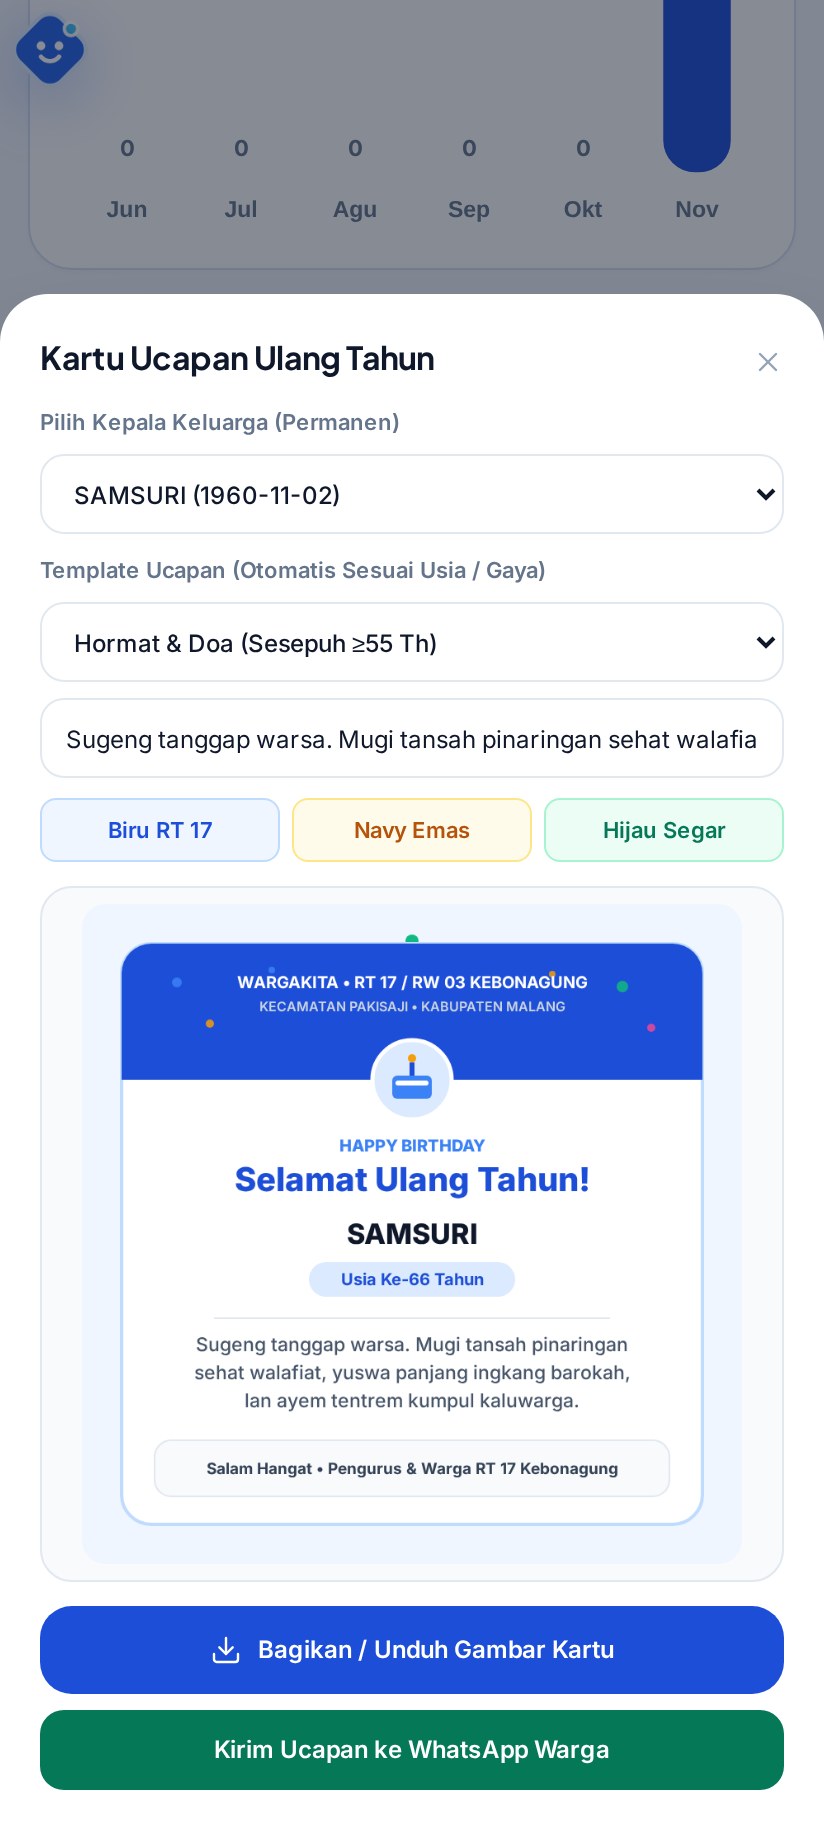 0 0 0 0 0
Jun Jul Agu Sep Okt Nov
Kartu Ucapan Ulang Tahun
Pilih Kepala Keluarga (Permanen)
SAMSURI (1960-11-02)
Template Ucapan (Otomatis Sesuai Usia / Gaya)
Hormat & Doa (Sesepuh ≥55 Th)
Sugeng tanggap warsa. Mugi tansah pinaringan sehat walafia
Biru RT 17
Navy Emas
Hijau Segar
WARGAKITA • RT 17 / RW 03 KEBONAGUNG
KECAMATAN PAKISAJI • KABUPATEN MALANG
HAPPY BIRTHDAY
Selamat Ulang Tahun!
SAMSURI
Usia Ke-66 Tahun
Sugeng tanggap warsa. Mugi tansah pinaringan
sehat walafiat, yuswa panjang ingkang barokah,
lan ayem tentrem kumpul kaluwarga.
Salam Hangat • Pengurus & Warga RT 17 Kebonagung
Bagikan / Unduh Gambar Kartu
Kirim Ucapan ke WhatsApp Warga